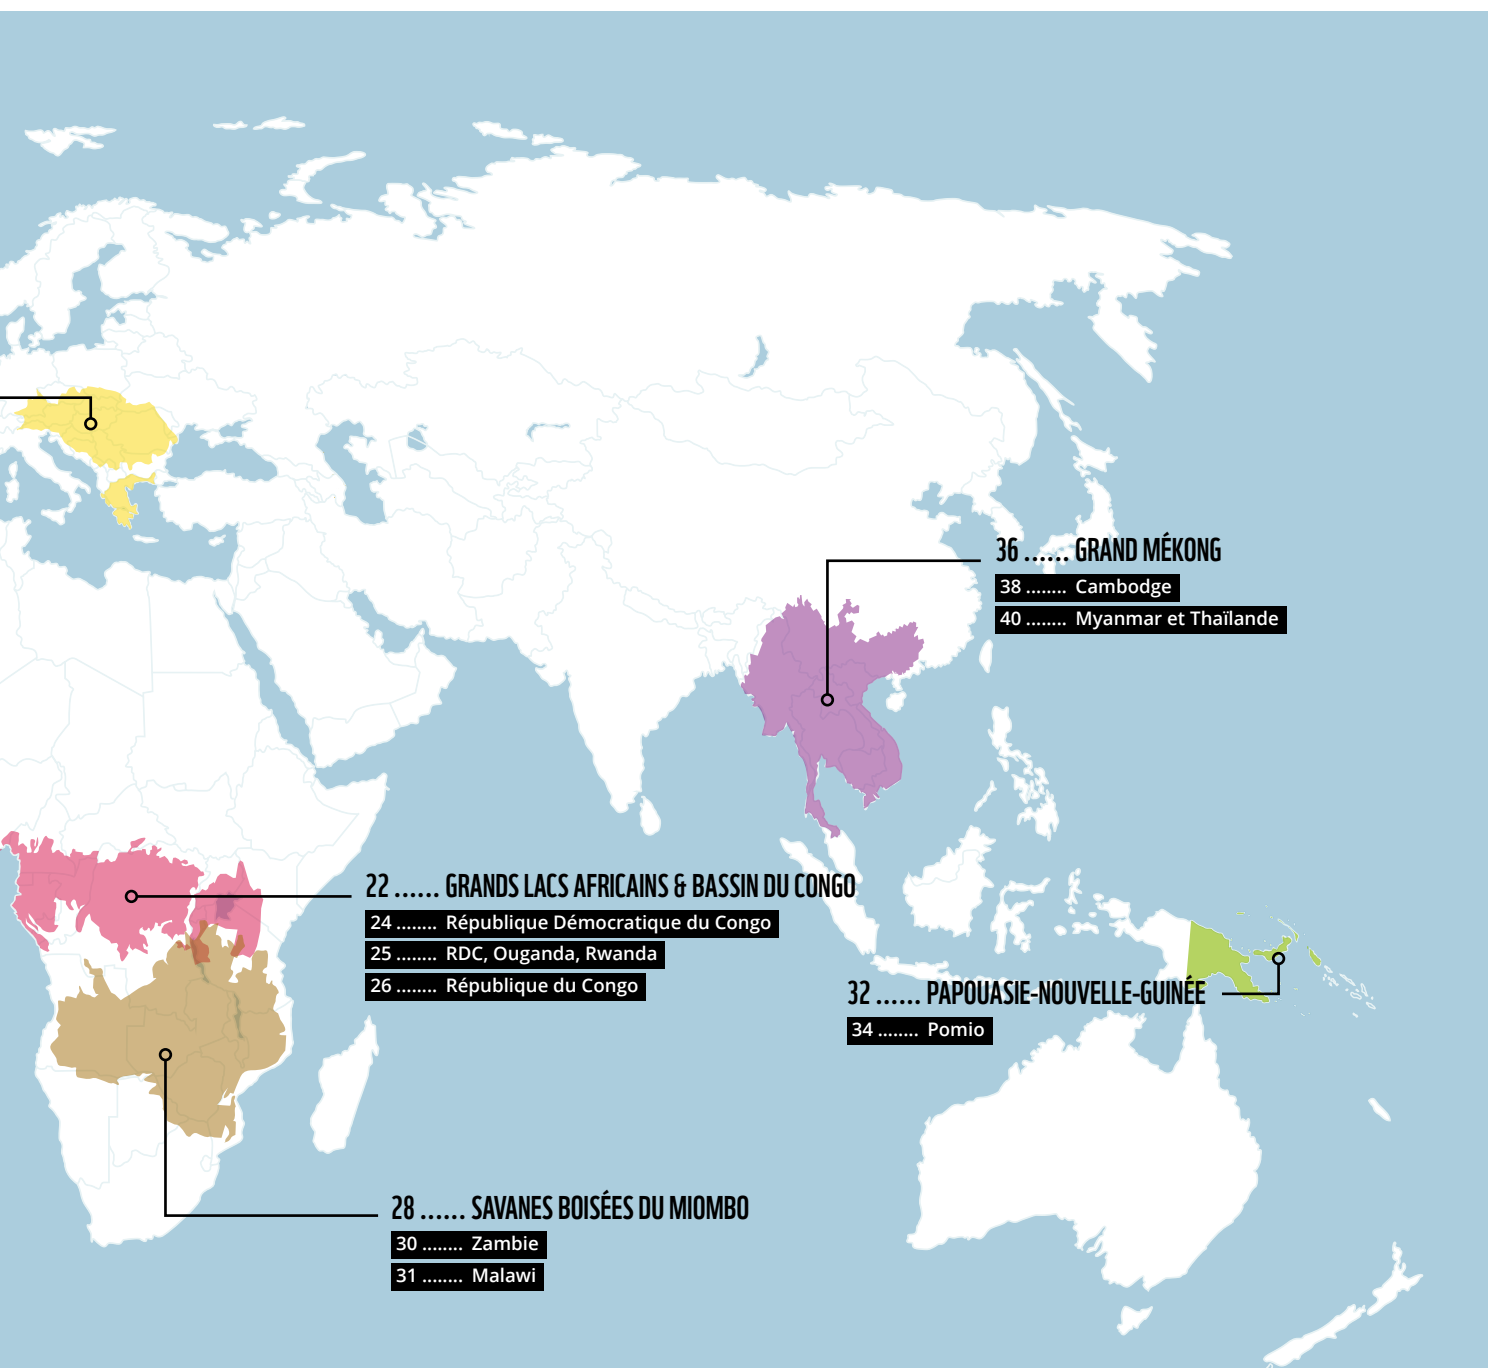 36 ...... GRAND MÉKONG
38 ........ Cambodge
40 ........ Myanmar et Thaïlande
22 ...... GRANDS LACS AFRICAINS & BASSIN DU CONGO
24 ........ République Démocratique du Congo
25 ........ RDC, Ouganda, Rwanda
26 ........ République du Congo
32 ...... PAPOUASIE-NOUVELLE-GUINÉE
34 ........ Pomio
28 ...... SAVANES BOISÉES DU MIOMBO
30 ........ Zambie
31 ........ Malawi